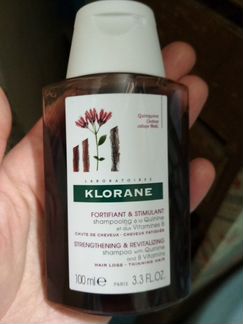 Quinquina
LABORATOIRES
KLORANE
FORTIFIANT & STIMULANT
shampooing à la Quinine
et aux Vitamines B
CHUTE DE CHEVEUX - CHEVEUX FATIGUÉS
STRENGTHENING & REVITALIZING
shampoo with Quinine
and B Vitamins
HAIR LOSS - THINNING HAIR
100 ml e PARIS 3.3 FL.OZ.